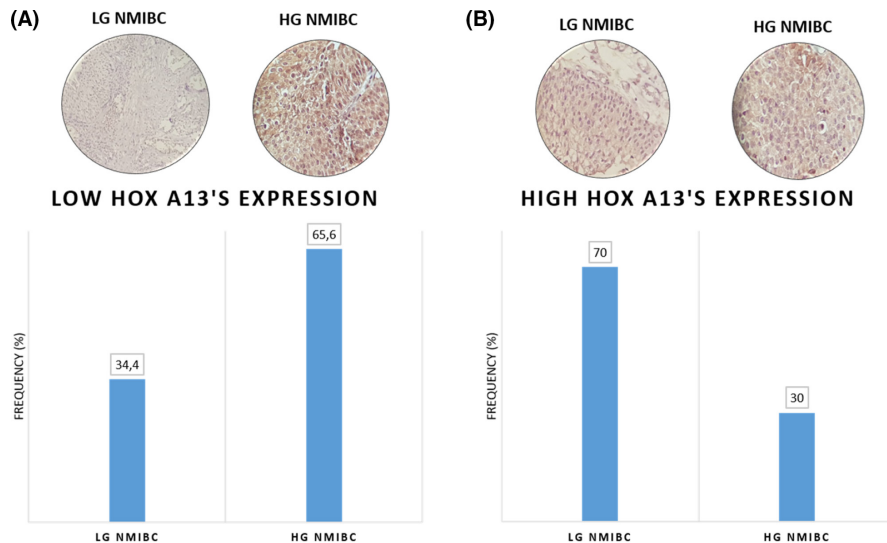 (A)
LG NMIBC
HG NMIBC
LOW HOX A13'S EXPRESSION
FREQUENCY (%)
34,4
65,6
LG NMIBC
HG NMIBC
(B)
LG NMIBC
HG NMIBC
HIGH HOX A13'S EXPRESSION
FREQUENCY (%)
70
30
LG NMIBC
HG NMIBC